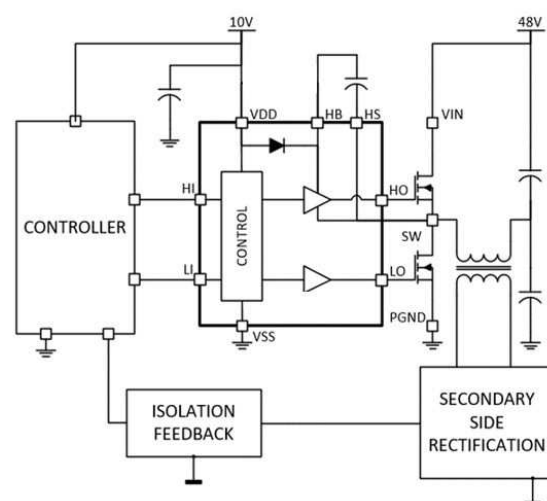 10V
48V
VDD
HB
HS
VIN
HI
HO
CONTROLLER
CONTROL
SW
LI
LO
PGND
VSS
ISOLATION
FEEDBACK
SECONDARY
SIDE
RECTIFICATION